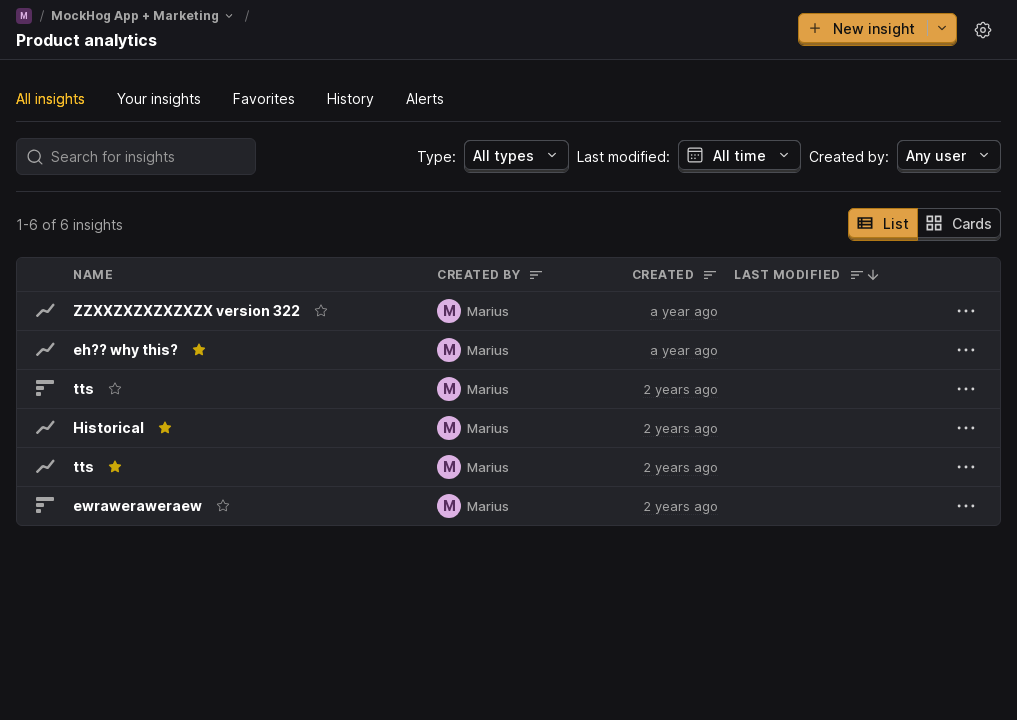 M / MockHog App + Marketing /
Product analytics
New insight
All insights Your insights Favorites History Alerts
Search for insights Type: All types Last modified: All time Created by: Any user
1-6 of 6 insights List Cards
NAME CREATED BY CREATED LAST MODIFIED
ZZXXZXZXZXZXZX version 322 M Marius a year ago
eh?? why this? M Marius a year ago
tts M Marius 2 years ago
Historical M Marius 2 years ago
tts M Marius 2 years ago
ewraweraweraew M Marius 2 years ago